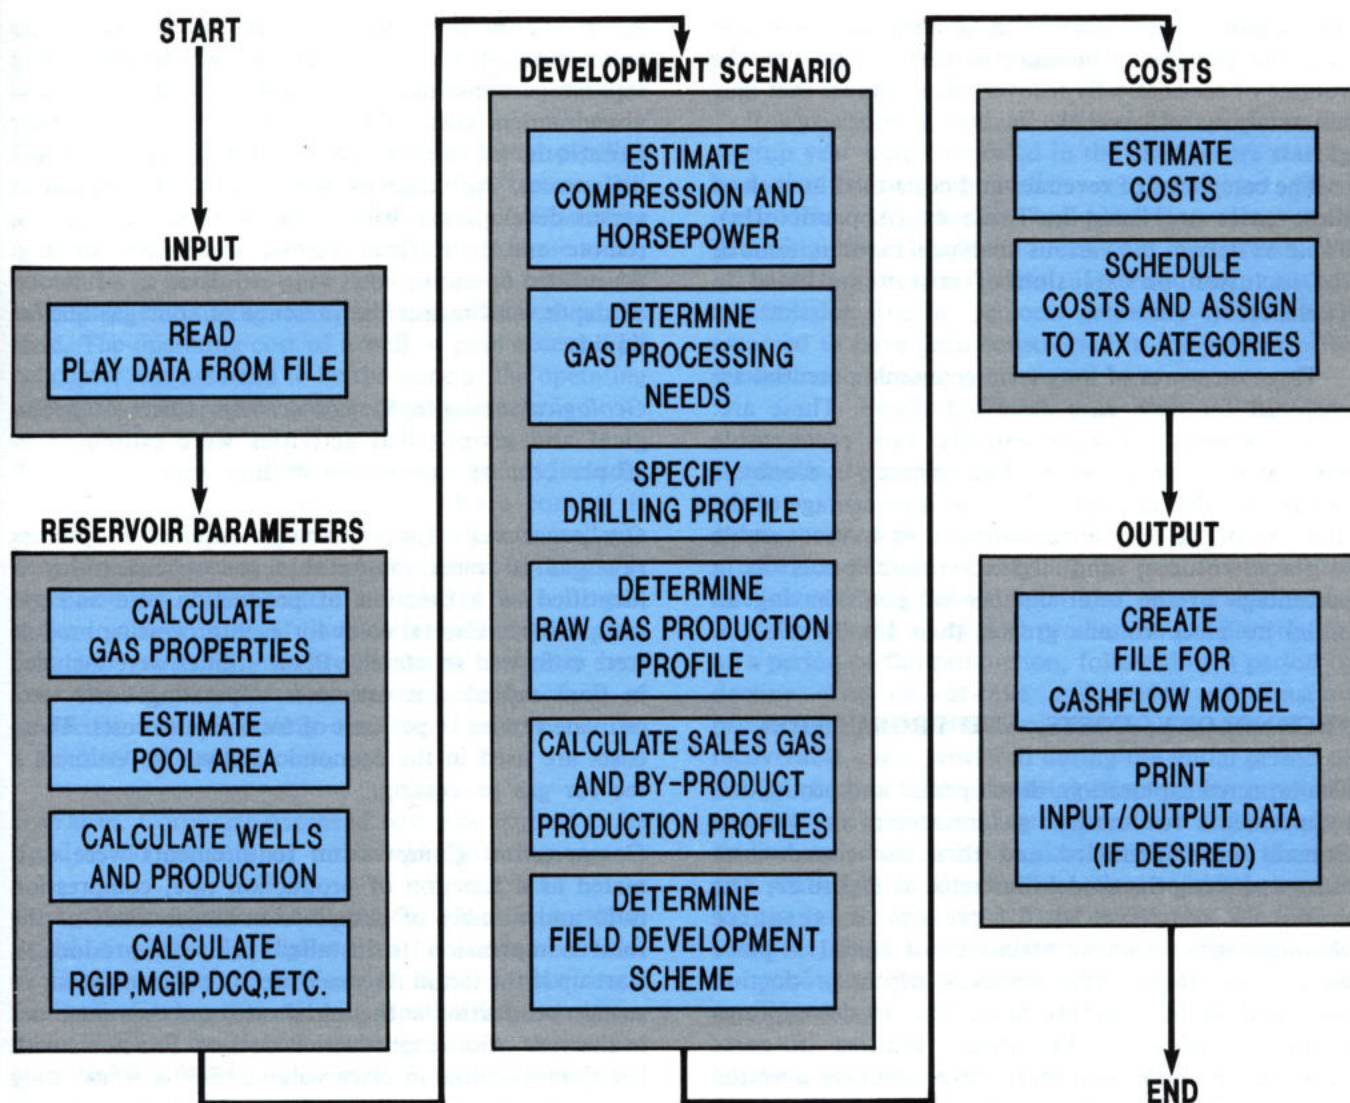 START
INPUT
READ
PLAY DATA FROM FILE
RESERVOIR PARAMETERS
CALCULATE
GAS PROPERTIES
ESTIMATE
POOL AREA
CALCULATE WELLS
AND PRODUCTION
CALCULATE
RGIP,MGIP,DCQ,ETC.
DEVELOPMENT SCENARIO
ESTIMATE
COMPRESSION AND
HORSEPOWER
DETERMINE
GAS PROCESSING
NEEDS
SPECIFY
DRILLING PROFILE
DETERMINE
RAW GAS PRODUCTION
PROFILE
CALCULATE SALES GAS
AND BY-PRODUCT
PRODUCTION PROFILES
DETERMINE
FIELD DEVELOPMENT
SCHEME
COSTS
ESTIMATE
COSTS
SCHEDULE
COSTS AND ASSIGN
TO TAX CATEGORIES
OUTPUT
CREATE
FILE FOR
CASHFLOW MODEL
PRINT
INPUT/OUTPUT DATA
(IF DESIRED)
END